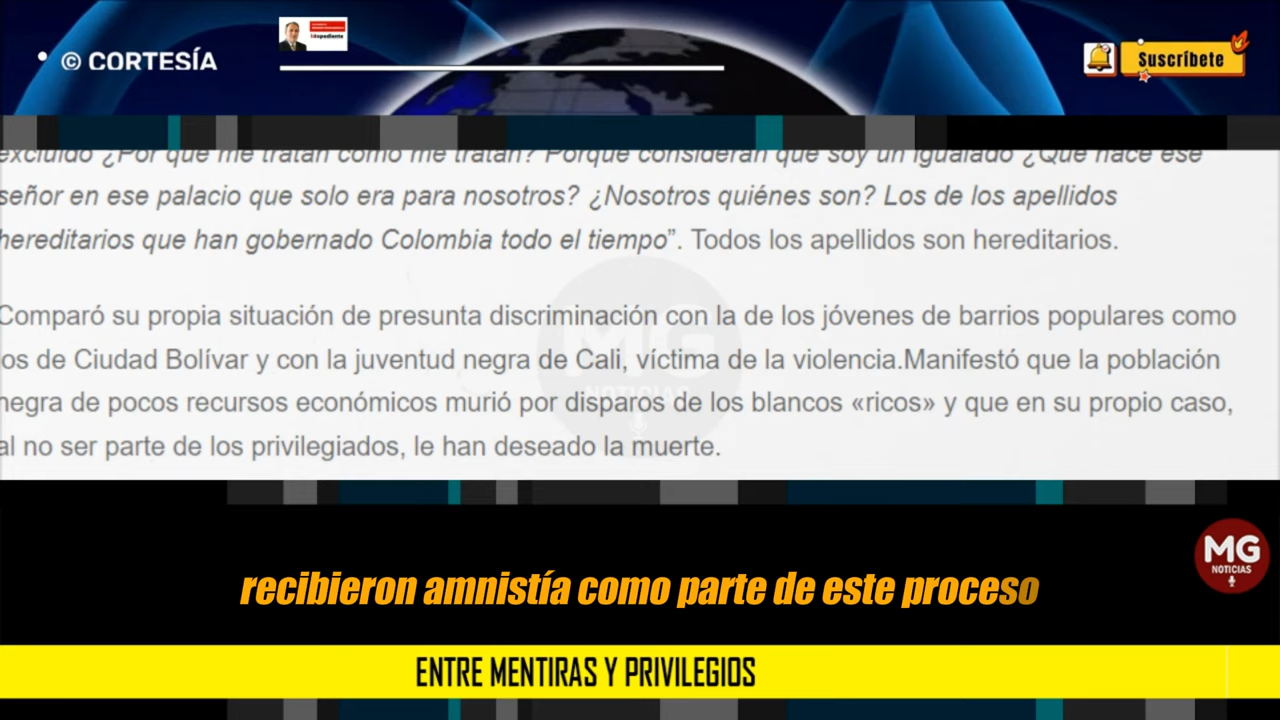 © CORTESÍA
Suscríbete
excluido ¿Por qué me tratan como me tratan? Porque consideran que soy un igualado ¿Qué hace ese
señor en ese palacio que solo era para nosotros? ¿Nosotros quiénes son? Los de los apellidos
hereditarios que han gobernado Colombia todo el tiempo”. Todos los apellidos son hereditarios.
Comparó su propia situación de presunta discriminación con la de los jóvenes de barrios populares como
los de Ciudad Bolívar y con la juventud negra de Cali, víctima de la violencia.Manifestó que la población
negra de pocos recursos económicos murió por disparos de los blancos «ricos» y que en su propio caso,
al no ser parte de los privilegiados, le han deseado la muerte.
MG
NOTICIAS
recibieron amnistía como parte de este proceso
MG
NOTICIAS
ENTRE MENTIRAS Y PRIVILEGIOS